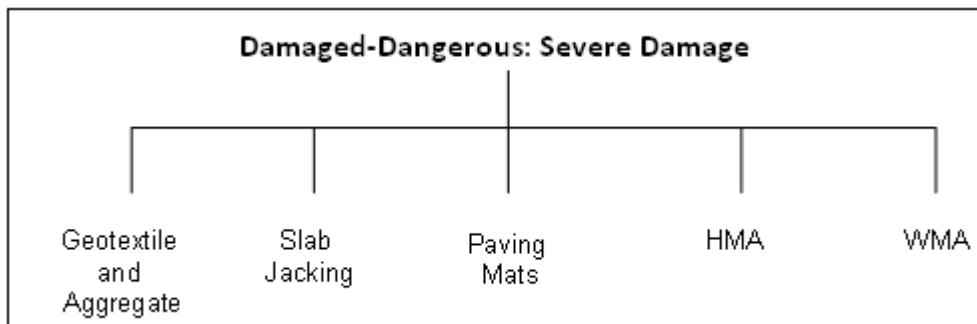 Damaged-Dangerous: Severe Damage
Geotextile
and
Aggregate
Slab
Jacking
Paving
Mats
HMA
WMA